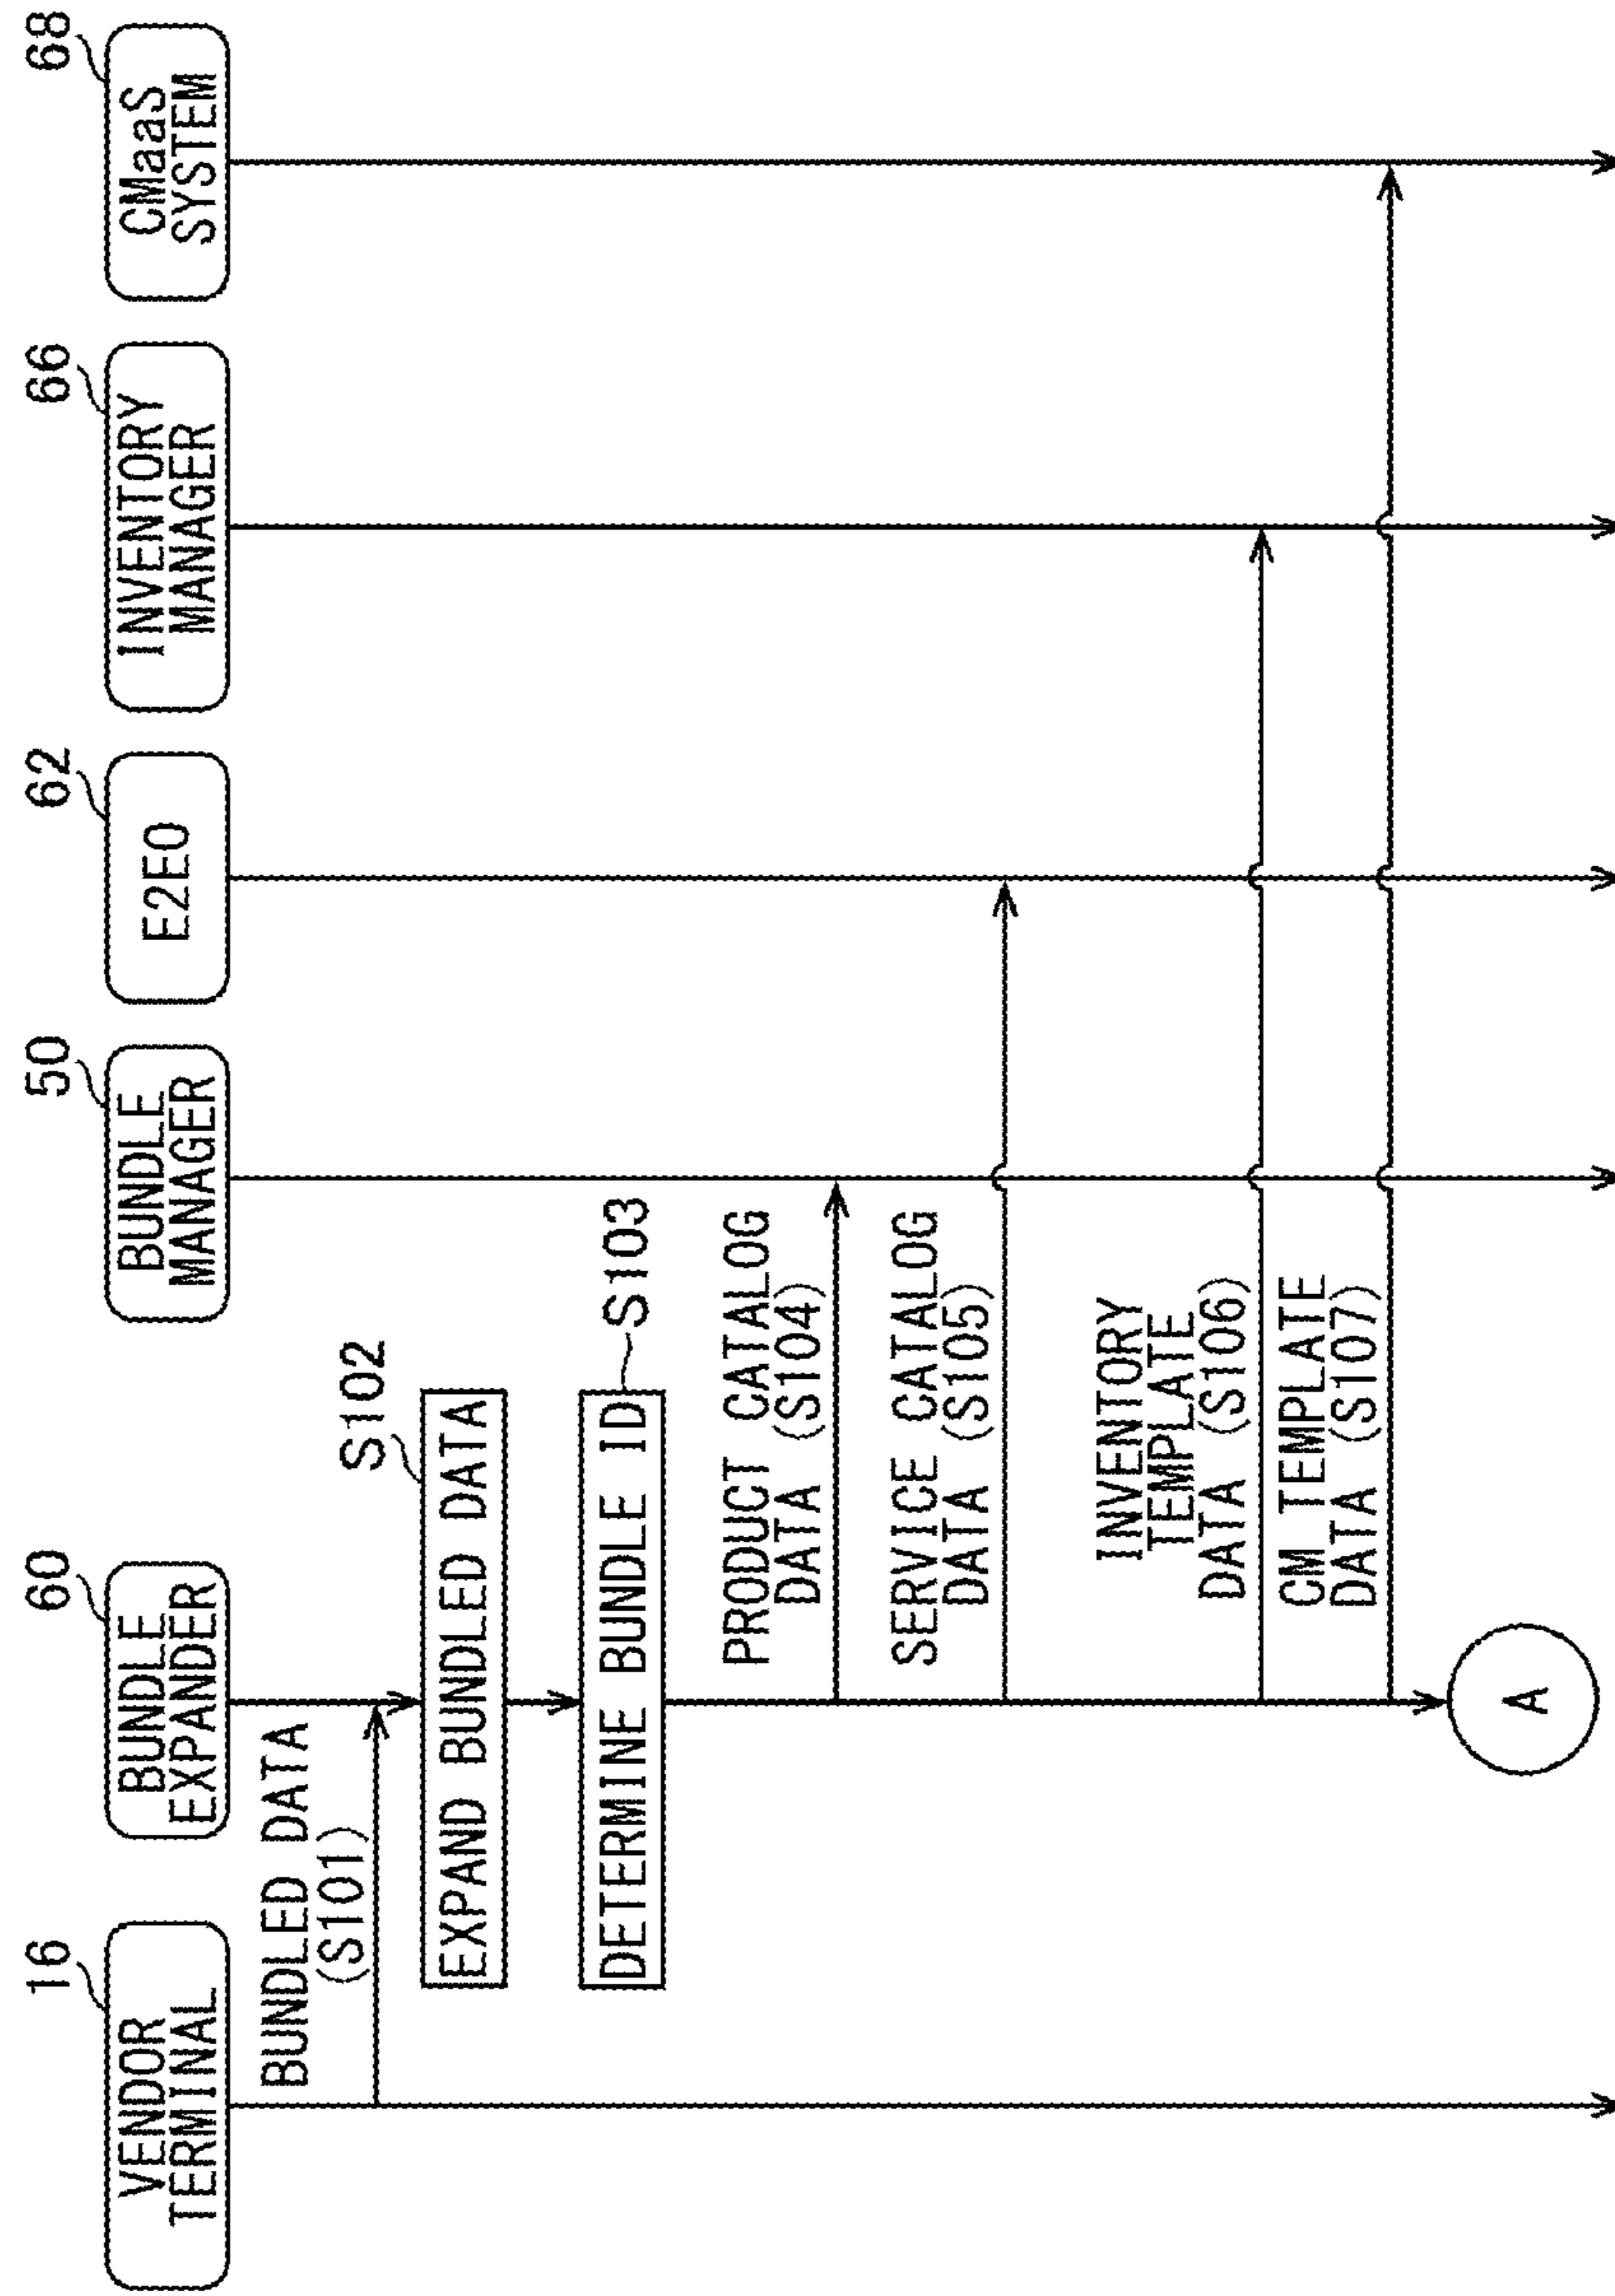 16
VENDOR
TERMINAL
60
BUNDLE
EXPANDER
50
BUNDLE
MANAGER
62
E2EO
66
INVENTORY
MANAGER
68
CMaaS
SYSTEM
BUNDLED DATA
(S101)
S102
EXPAND BUNDLED DATA
S103
DETERMINE BUNDLE ID
PRODUCT CATALOG
DATA (S104)
SERVICE CATALOG
DATA (S105)
INVENTORY
TEMPLATE
DATA (S106)
CM TEMPLATE
DATA (S107)
A